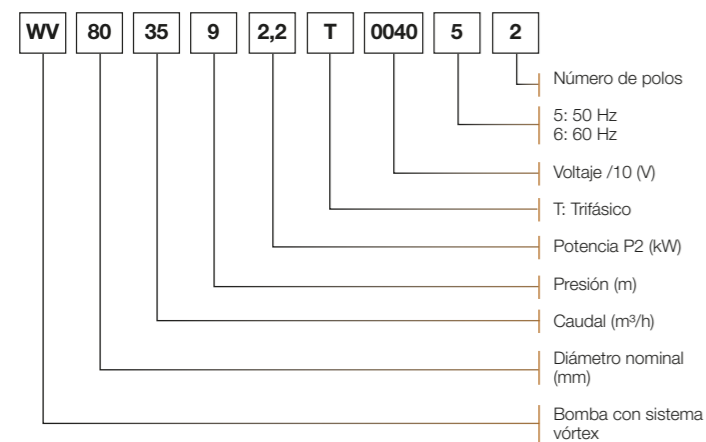 WV 80 35 9 2,2 T 0040 5 2
Número de polos
5: 50 Hz
6: 60 Hz
Voltaje /10 (V)
T: Trifásico
Potencia P2 (kW)
Presión (m)
Caudal (m³/h)
Diámetro nominal
(mm)
Bomba con sistema
vórtex